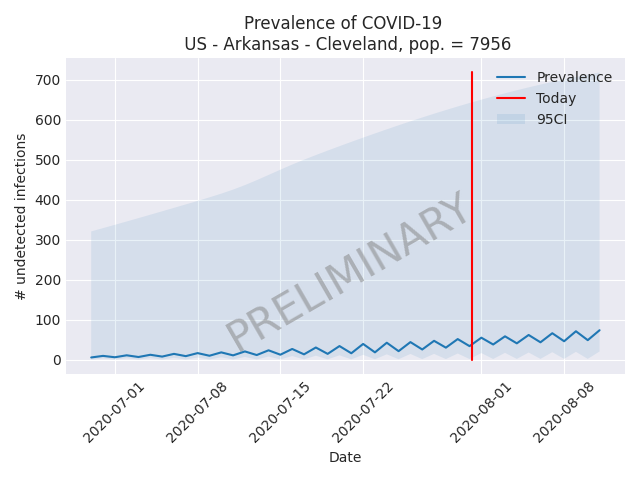 Prevalence of COVID-19
US - Arkansas - Cleveland, pop. = 7956
700
600
500
400
300
200
100
0
# undetected infections
Prevalence
Today
95CI
PRELIMINARY
2020-07-01
2020-07-08
2020-07-15
2020-07-22
2020-08-01
2020-08-08
Date